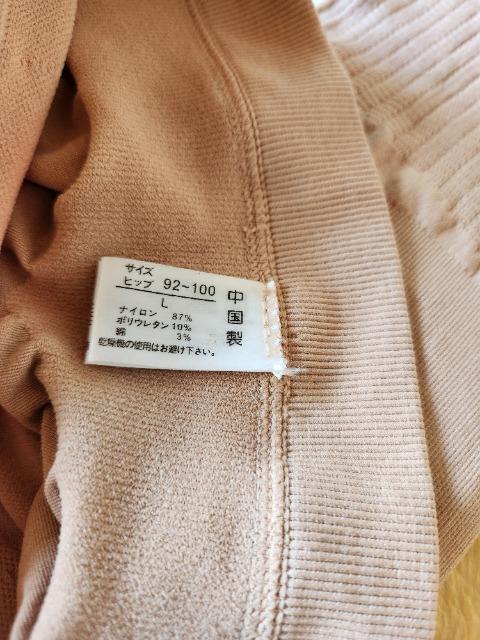 サイズ
ヒップ 92~100
L
ナイロン 87%
ポリウレタン 10%
綿 3%
乾燥機の使用はお避け下さい。
中国製